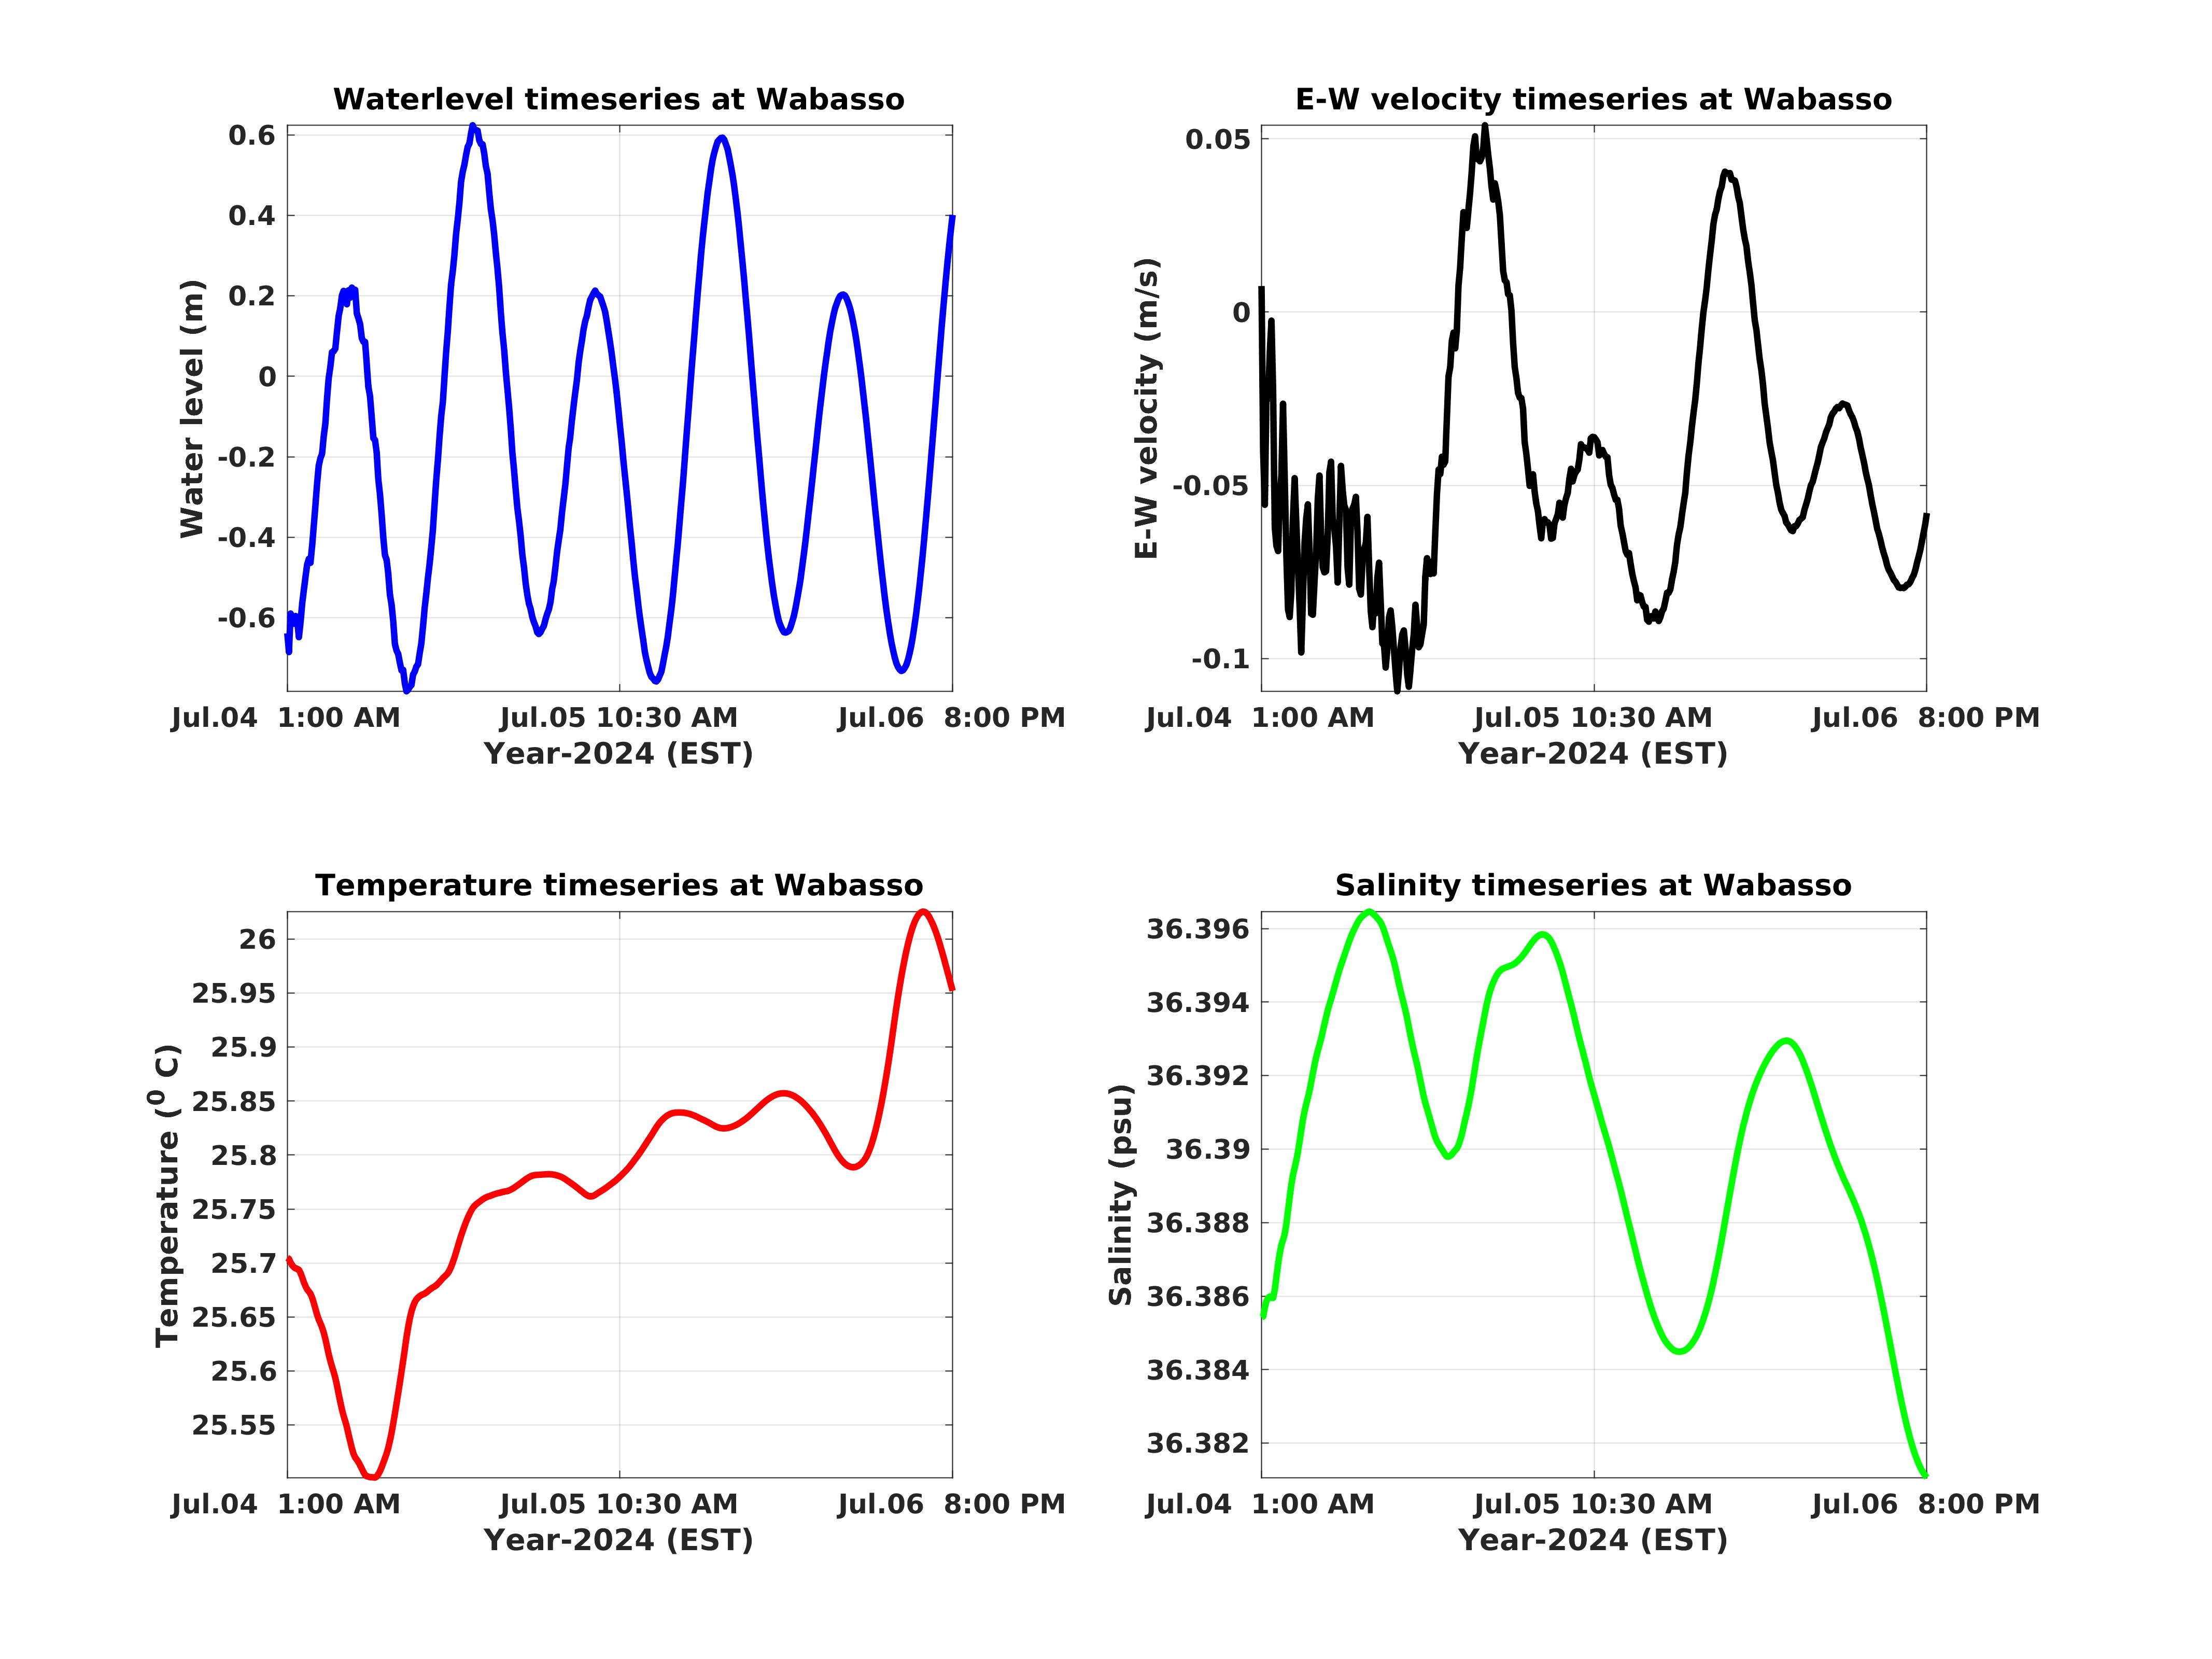 Waterlevel timeseries at Wabasso
0.6
0.4
0.2
0
-0.2
-0.4
-0.6
Water level (m)
Jul.04 1:00 AM
Jul.05 10:30 AM
Jul.06 8:00 PM
Year-2024 (EST)
E-W velocity timeseries at Wabasso
0.05
0
-0.05
-0.1
E-W velocity (m/s)
Jul.04 1:00 AM
Jul.05 10:30 AM
Jul.06 8:00 PM
Year-2024 (EST)
Temperature timeseries at Wabasso
26
25.95
25.9
25.85
25.8
25.75
25.7
25.65
25.6
25.55
Temperature (⁰ C)
Jul.04 1:00 AM
Jul.05 10:30 AM
Jul.06 8:00 PM
Year-2024 (EST)
Salinity timeseries at Wabasso
36.396
36.394
36.392
36.39
36.388
36.386
36.384
36.382
Salinity (psu)
Jul.04 1:00 AM
Jul.05 10:30 AM
Jul.06 8:00 PM
Year-2024 (EST)